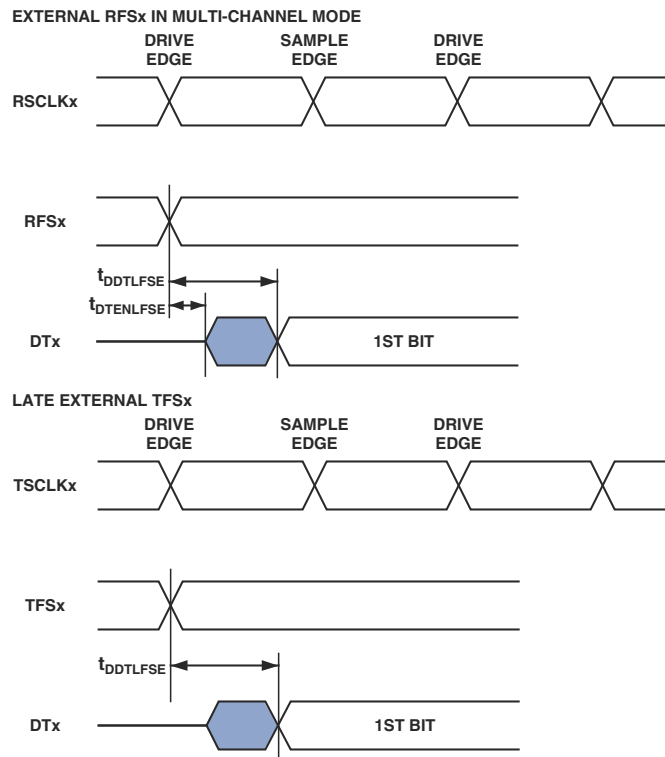 EXTERNAL RFSx IN MULTI-CHANNEL MODE
DRIVE EDGE
SAMPLE EDGE
DRIVE EDGE
RSCLKx
RFSx
tDDTLFSE
tDTENLFSE
DTx
1ST BIT
LATE EXTERNAL TFSx
DRIVE EDGE
SAMPLE EDGE
DRIVE EDGE
TSCLKx
TFSx
tDDTLFSE
DTx
1ST BIT